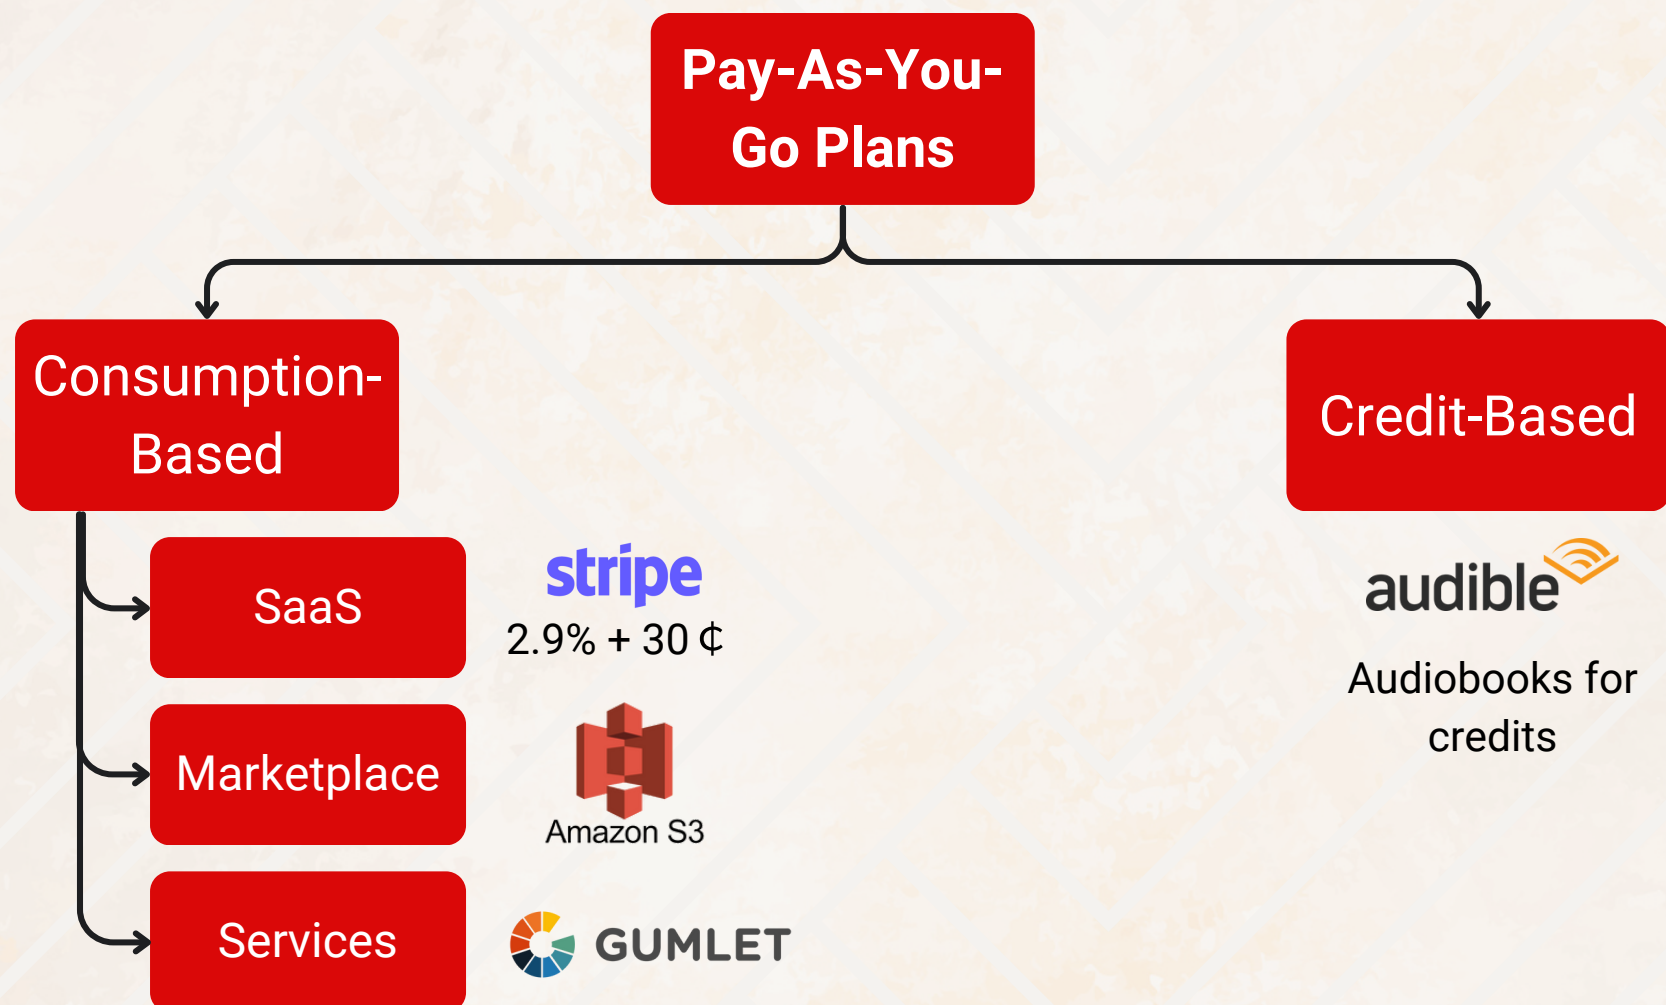 Pay-As-You-
Go Plans
Consumption-
Based
Credit-Based
SaaS
stripe
2.9% + 30 ₵
Marketplace
Amazon S3
Services
GUMLET
audible
Audiobooks for
credits